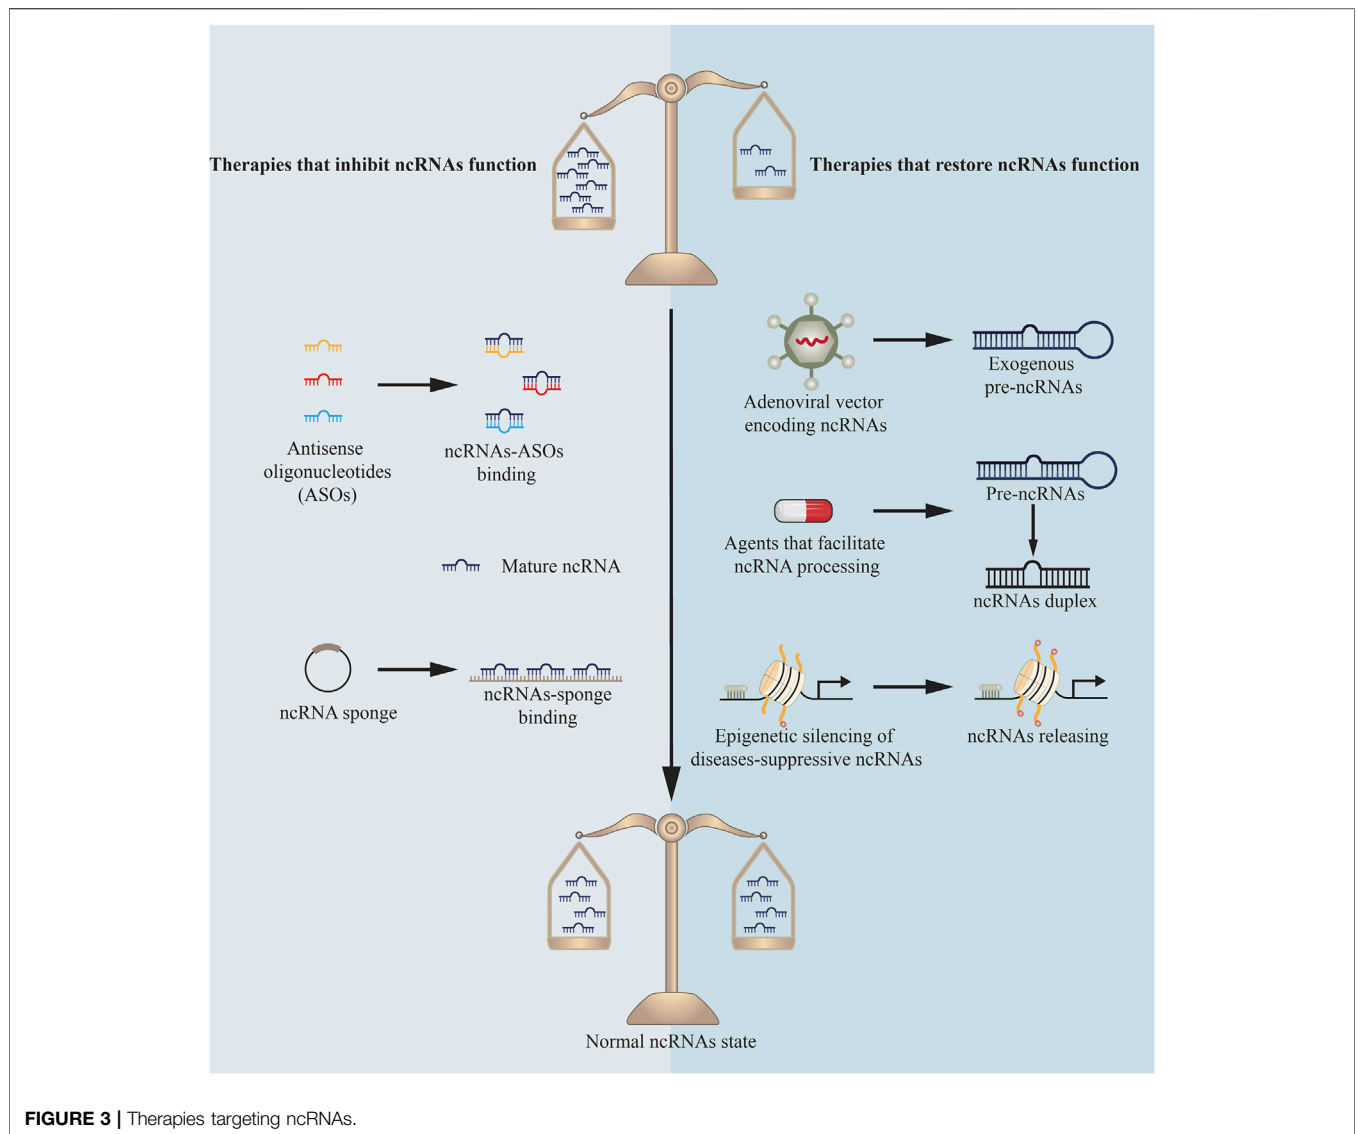 Therapies that inhibit ncRNAs function
Therapies that restore ncRNAs function
Antisense
oligonucleotides
(ASOs)
ncRNAs-ASOs
binding
Mature ncRNA
ncRNA sponge
ncRNAs-sponge
binding
Adenoviral vector
encoding ncRNAs
Exogenous
pre-ncRNAs
Agents that facilitate
ncRNA processing
Pre-ncRNAs
ncRNAs duplex
Epigenetic silencing of
diseases-suppressive ncRNAs
ncRNAs releasing
Normal ncRNAs state
FIGURE 3 | Therapies targeting ncRNAs.